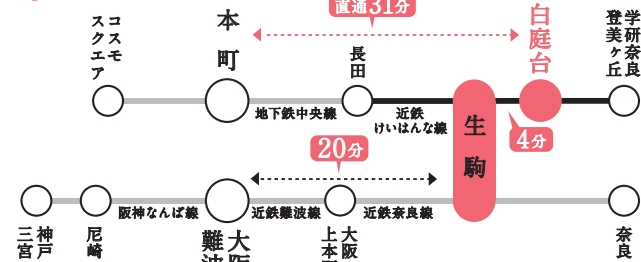 コスモ
スクエア
本町
直通31分
長田
白庭台
学研奈良
登美ヶ丘
地下鉄中央線
近鉄
けいはんな線
生駒
4分
20分
阪神なんば線
近鉄難波線
近鉄奈良線
神戸
三宮
尼崎
大阪
難波
大阪
上本
奈良